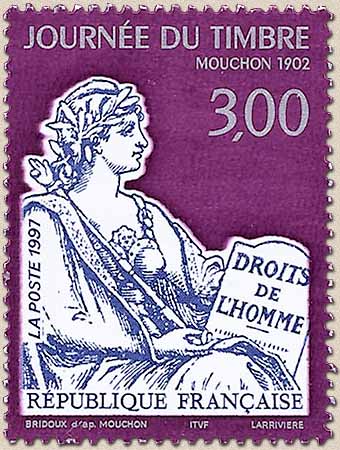 JOURNÉE DU TIMBRE
MOUCHON 1902
3,00
LA POSTE 1997
DROITS
DE
L'HOMME
RÉPUBLIQUE FRANÇAISE
BRIDOUX d'ap. MOUCHON ITVF LARRIVIÈRE